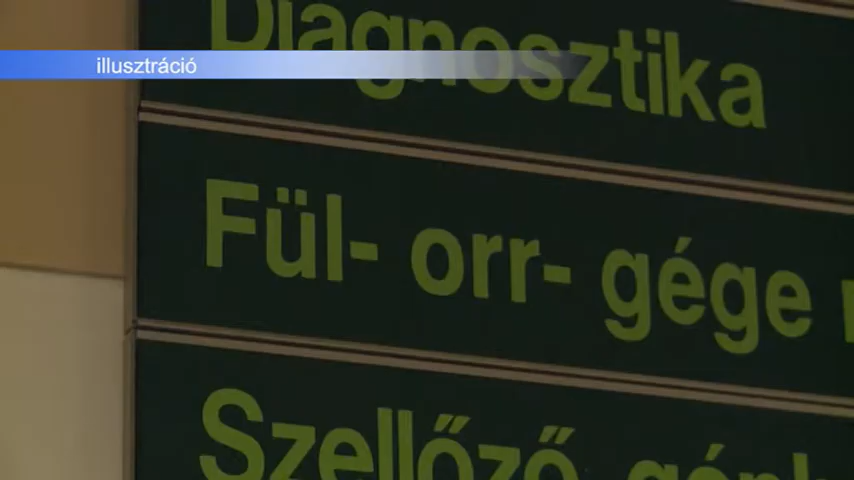 Diagnosztika
illusztráció
Fül- orr- gége
Szellőző